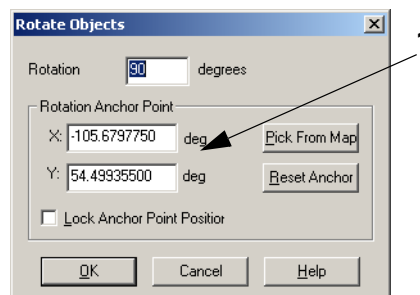 Rotate Objects
Rotation 90 degrees
Rotation Anchor Point
X: -105.6797750 deg Pick From Map
Y: 54.49935500 deg Reset Anchor
Lock Anchor Point Position
OK Cancel Help